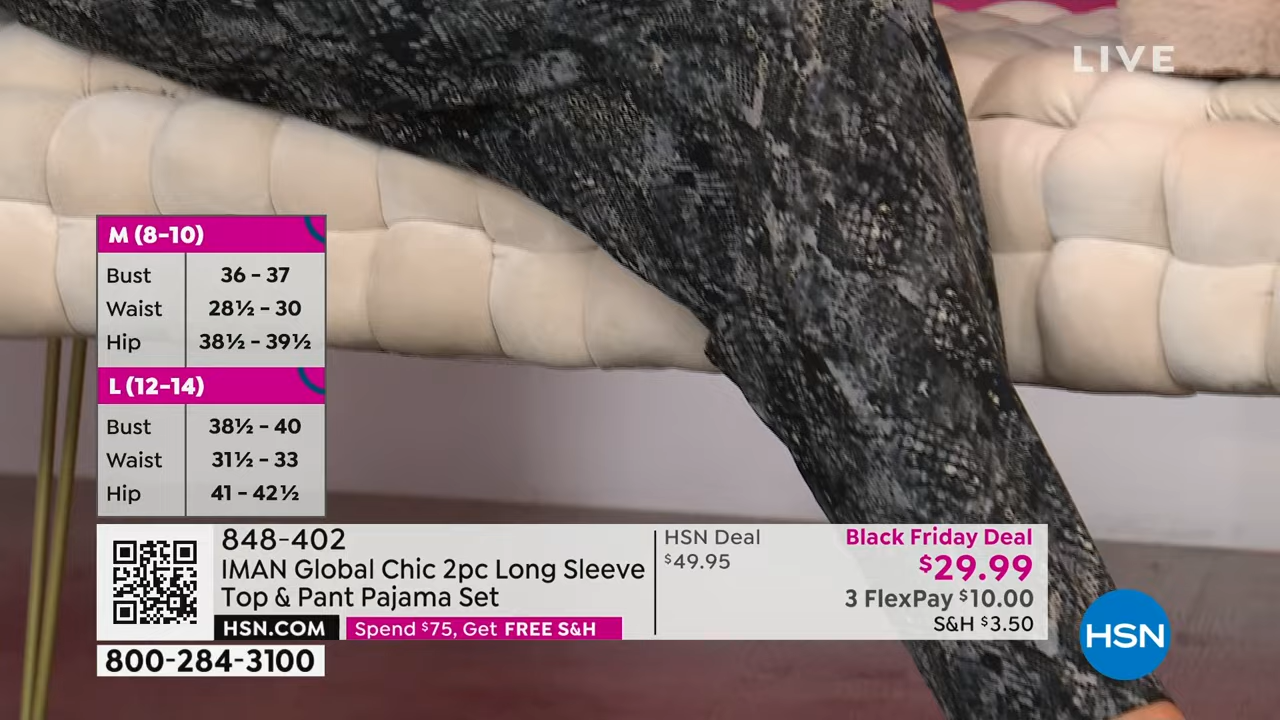 LIVE
M (8-10)
Bust 36 - 37
Waist 28½ - 30
Hip 38½ - 39½
L (12-14)
Bust 38½ - 40
Waist 31½ - 33
Hip 41 - 42½
848-402
IMAN Global Chic 2pc Long Sleeve
Top & Pant Pajama Set
HSN.COM Spend $75, Get FREE S&H
800-284-3100
HSN Deal
$49.95
Black Friday Deal
$29.99
3 FlexPay $10.00
S&H $3.50
HSN